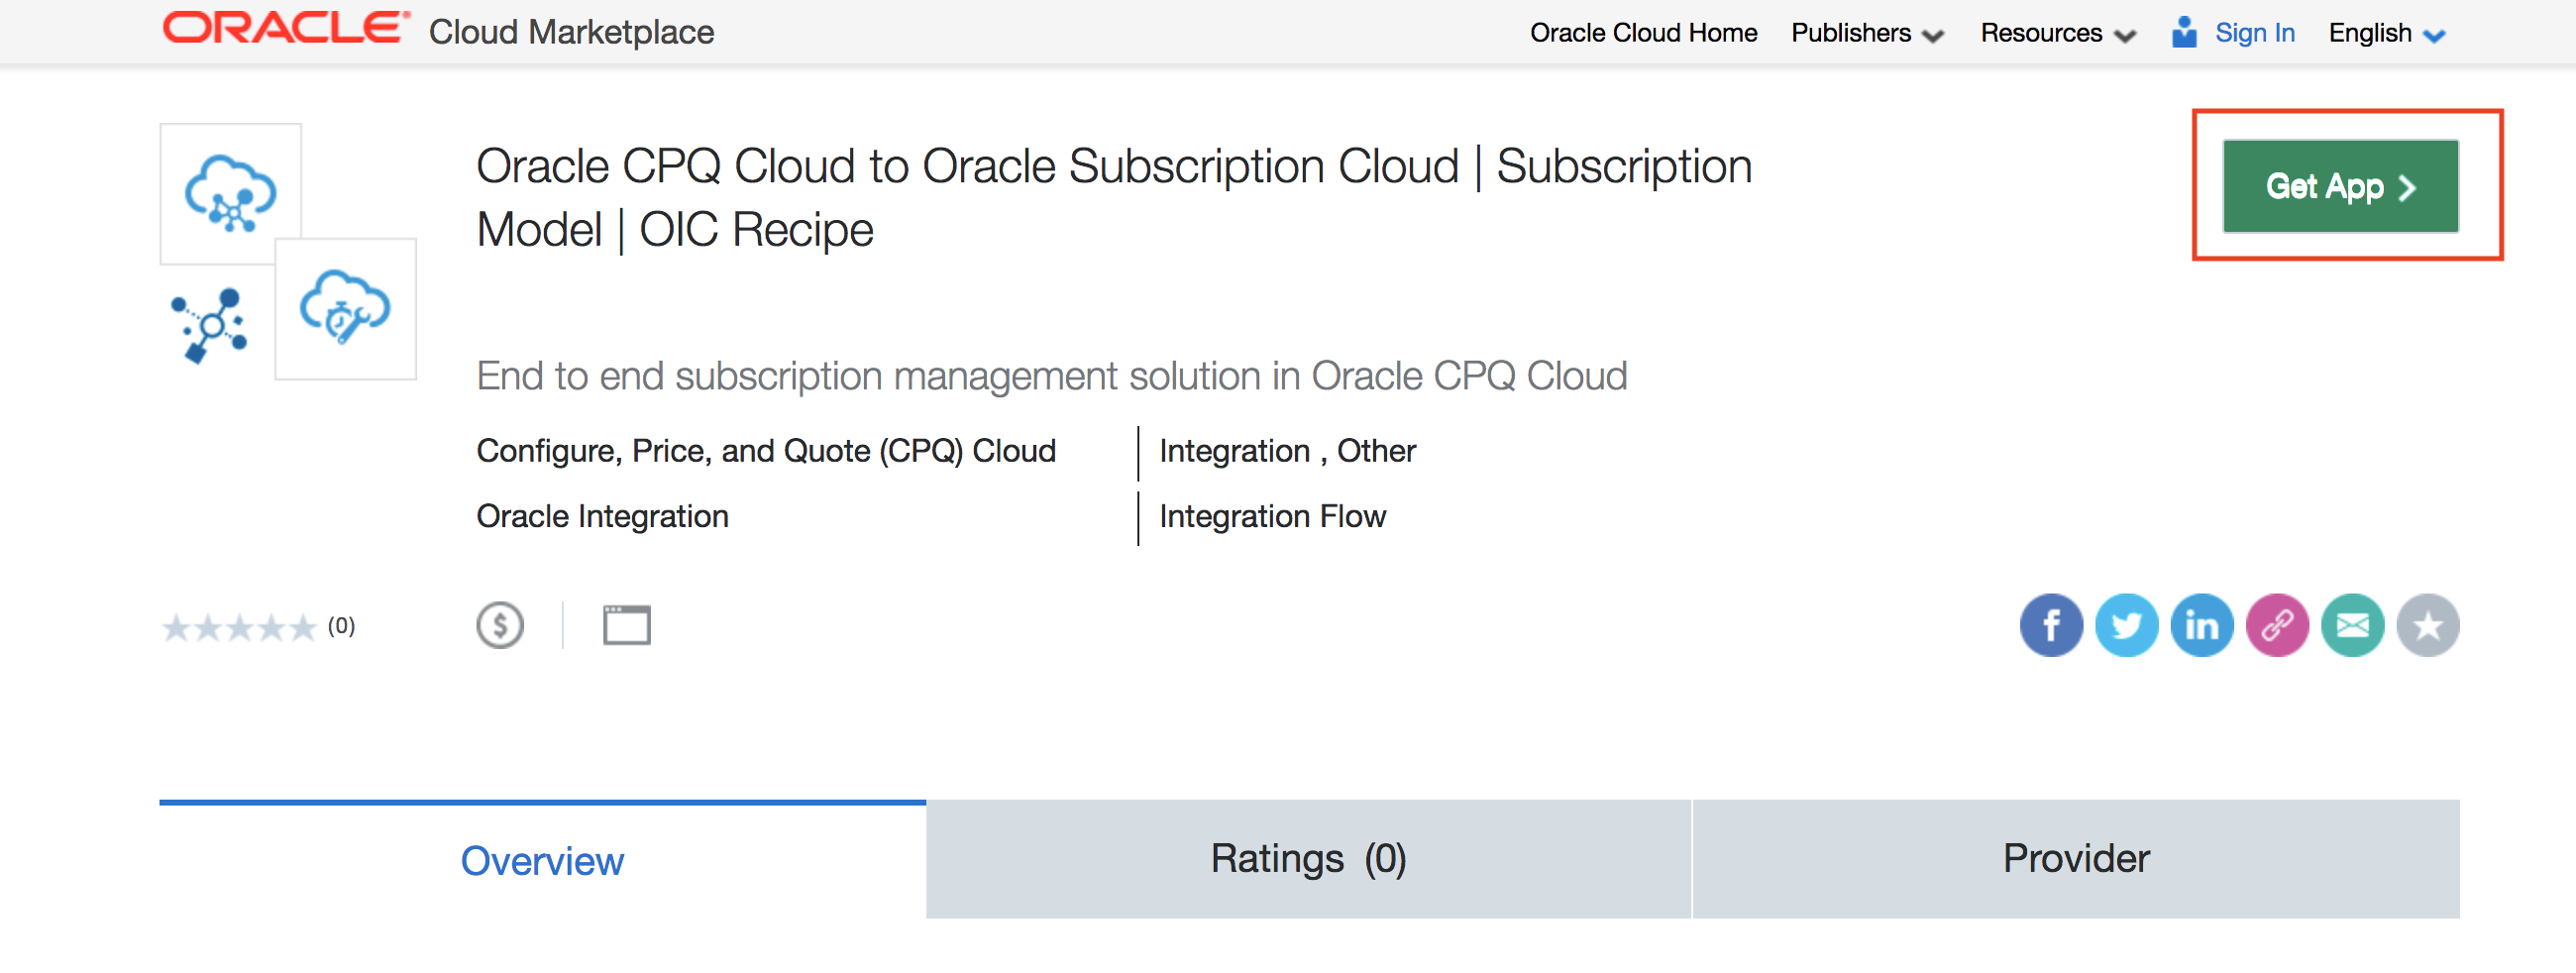 ORACLE Cloud Marketplace
Oracle Cloud Home Publishers Resources Sign In English
Oracle CPQ Cloud to Oracle Subscription Cloud | Subscription
Model | OIC Recipe
Get App
End to end subscription management solution in Oracle CPQ Cloud
Configure, Price, and Quote (CPQ) Cloud
Integration , Other
Oracle Integration
Integration Flow
(0)
$
f
in
Overview
Ratings (0)
Provider